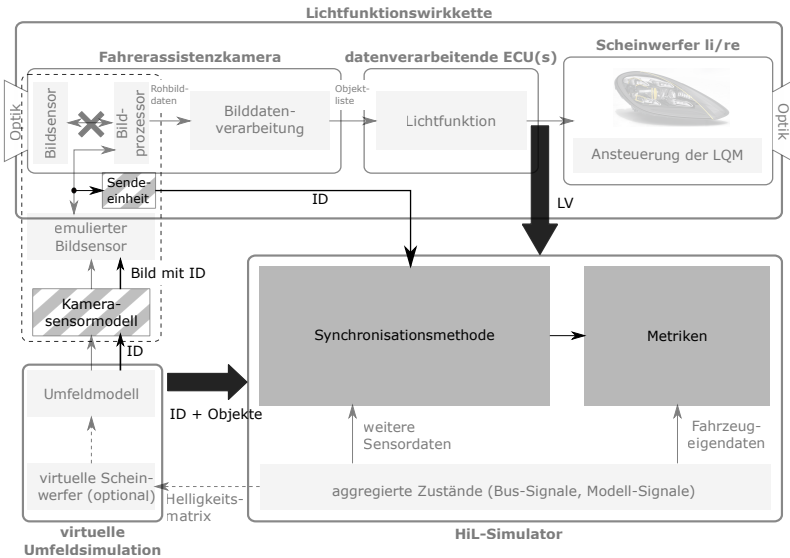 Lichtfunktionswirkkette
Fahrerassistenzkamera
datenverarbeitende ECU(s)
Scheinwerfer li/re
Optik
Bildsensor
Bild-
prozessor
Rohbild-
daten
Bilddaten-
verarbeitung
Objekt-
liste
Lichtfunktion
Ansteuerung der LQM
Optik
Sende-
einheit
ID
LV
emulierter
Bildsensor
Bild mit ID
Kamera-
sensormodell
ID
Synchronisationsmethode
Metriken
Umfeldmodell
ID + Objekte
weitere
Sensordaten
Fahrzeug-
eigendaten
virtuelle Schein-
werfer (optional)
Helligkeits-
matrix
aggregierte Zustände (Bus-Signale, Modell-Signale)
virtuelle
Umfeldsimulation
HiL-Simulator